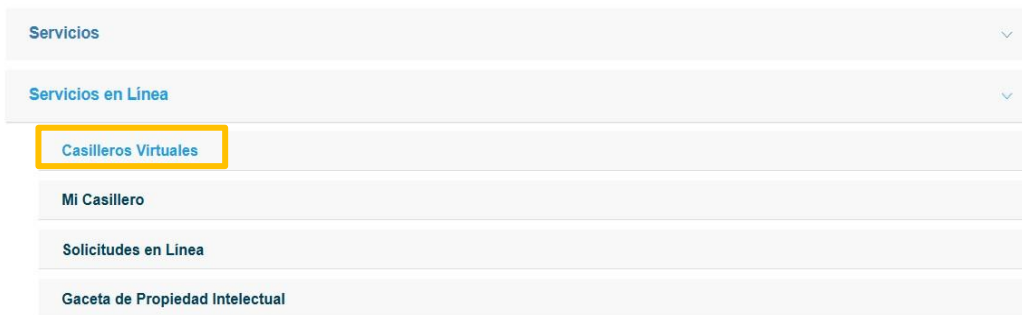 Servicios
Servicios en Línea
Casilleros Virtuales
Mi Casillero
Solicitudes en Línea
Gaceta de Propiedad Intelectual